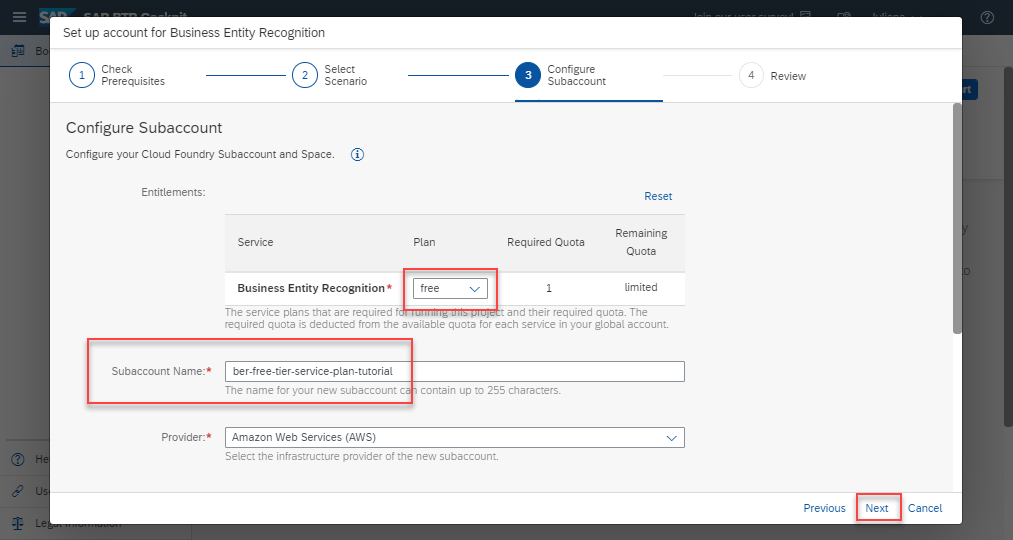 SAP SAP BTP Cockpit
Join our user survey!
Juliane
Set up account for Business Entity Recognition
1 Check Prerequisites
2 Select Scenario
3 Configure Subaccount
4 Review
Configure Subaccount
Configure your Cloud Foundry Subaccount and Space.
Entitlements:
Reset
Service Plan Required Quota Remaining Quota
Business Entity Recognition* free 1 limited
The service plans that are required for running this project and their required quota. The
required quota is deducted from the available quota for each service in your global account.
Subaccount Name:* ber-free-tier-service-plan-tutorial
The name for your new subaccount can contain up to 255 characters.
Provider:* Amazon Web Services (AWS)
Select the infrastructure provider of the new subaccount.
Legal Information
Previous Next Cancel